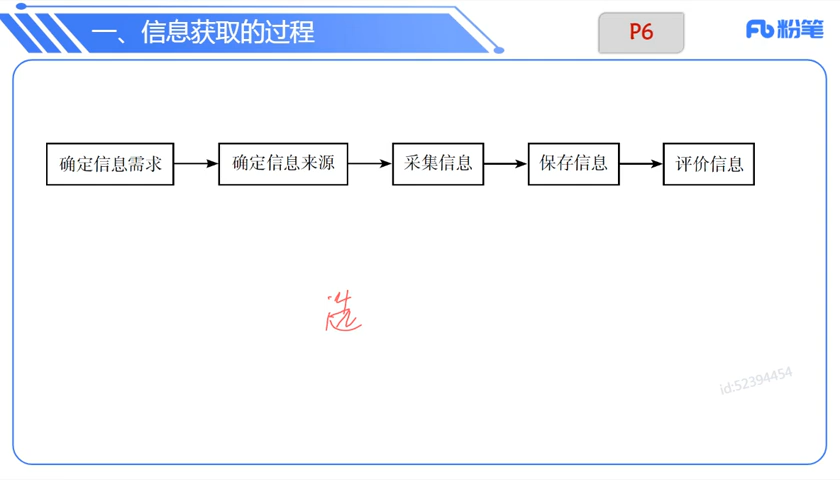 一、信息获取的过程
P6
粉笔
确定信息需求
确定信息来源
采集信息
保存信息
评价信息
选
id:52394454